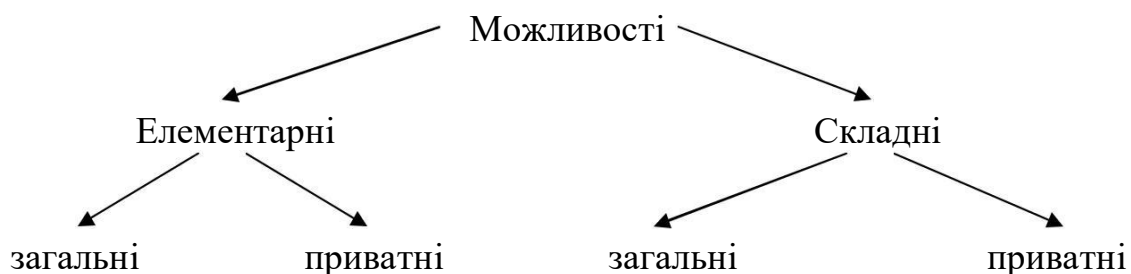 Можливості
Елементарні Складні
загальні приватні загальні приватні